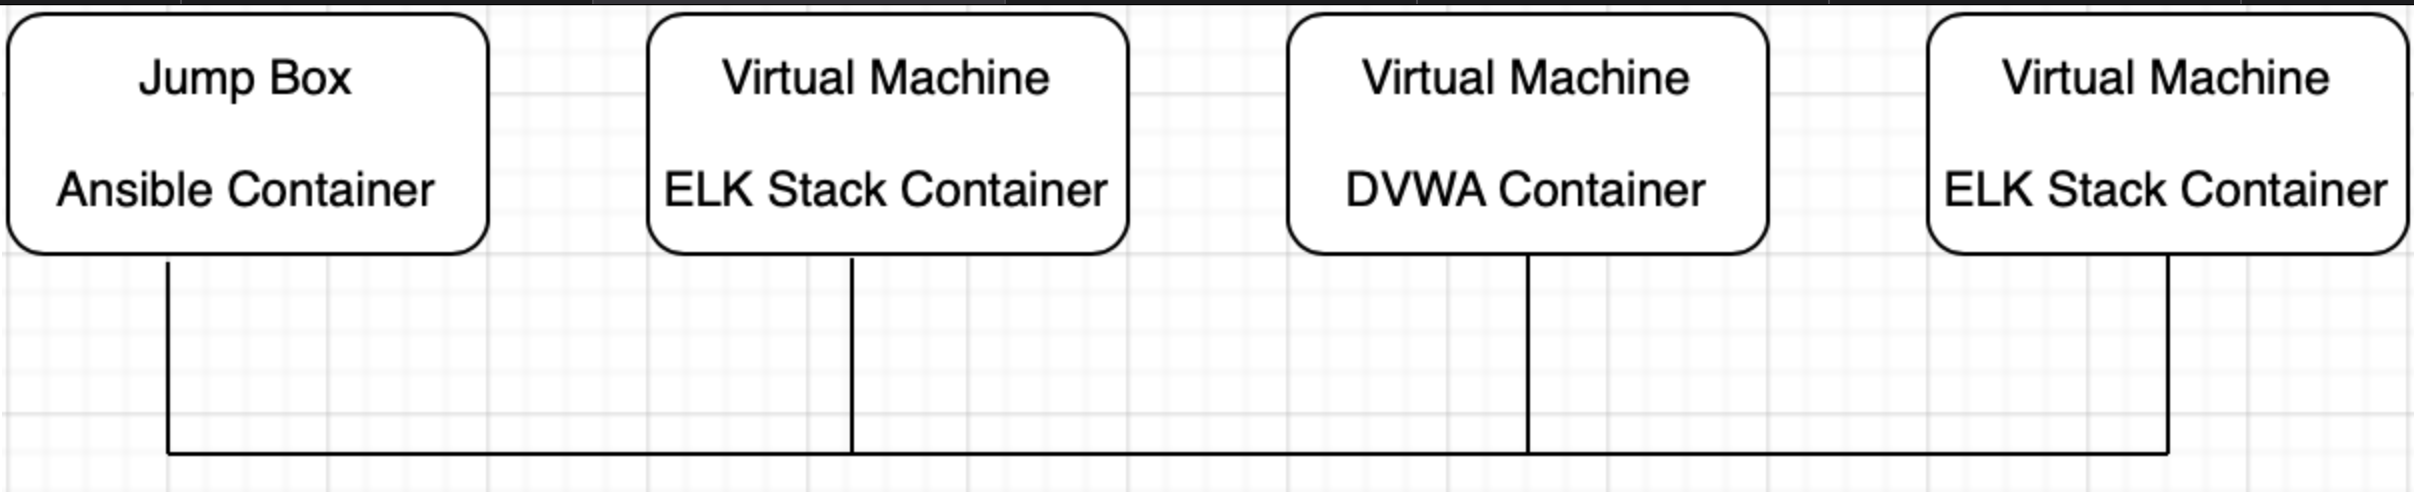 Jump Box
Ansible Container
Virtual Machine
ELK Stack Container
Virtual Machine
DVWA Container
Virtual Machine
ELK Stack Container